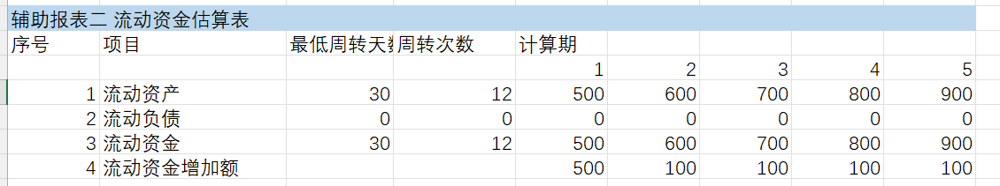 辅助报表二 流动资金估算表
序号 项目 最低周转天 周转次数 计算期
1 2 3 4 5
1 流动资产 30 12 500 600 700 800 900
2 流动负债 0 0 0 0 0 0 0
3 流动资金 30 12 500 600 700 800 900
4 流动资金增加额 500 100 100 100 100